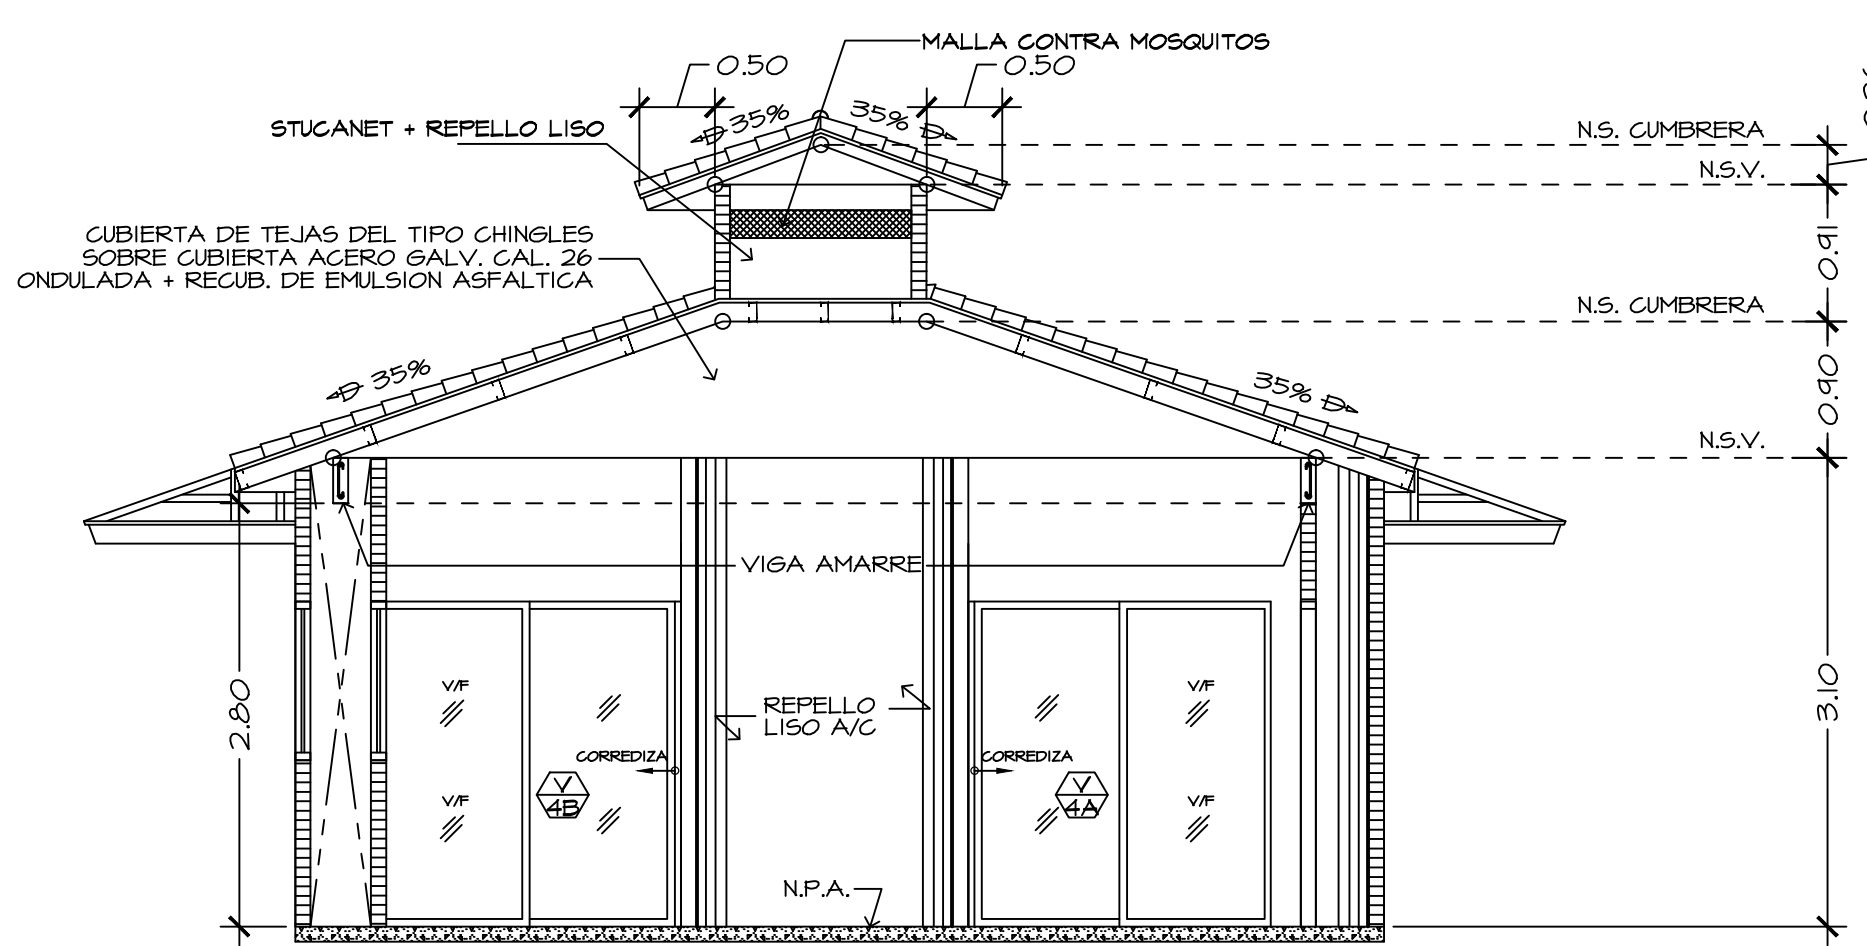 MALLA CONTRA MOSQUITOS
0.50
0.50
35%
35%
STUCANET + REPELLO LISO
N.S. CUMBRERA
N.S.V.
0.91
CUBIERTA DE TEJAS DEL TIPO CHINGLES
SOBRE CUBIERTA ACERO GALV. CAL. 26
ONDULADA + RECUB. DE EMULSION ASFALTICA
N.S. CUMBRERA
D 35%
35% D
0.90
N.S.V.
VIGA AMARRE
2.80
V/F
V/F
REPELLO
LISO A/C
3.10
CORREDIZA
CORREDIZA
V
4B
V
4A
V/F
V/F
N.P.A.